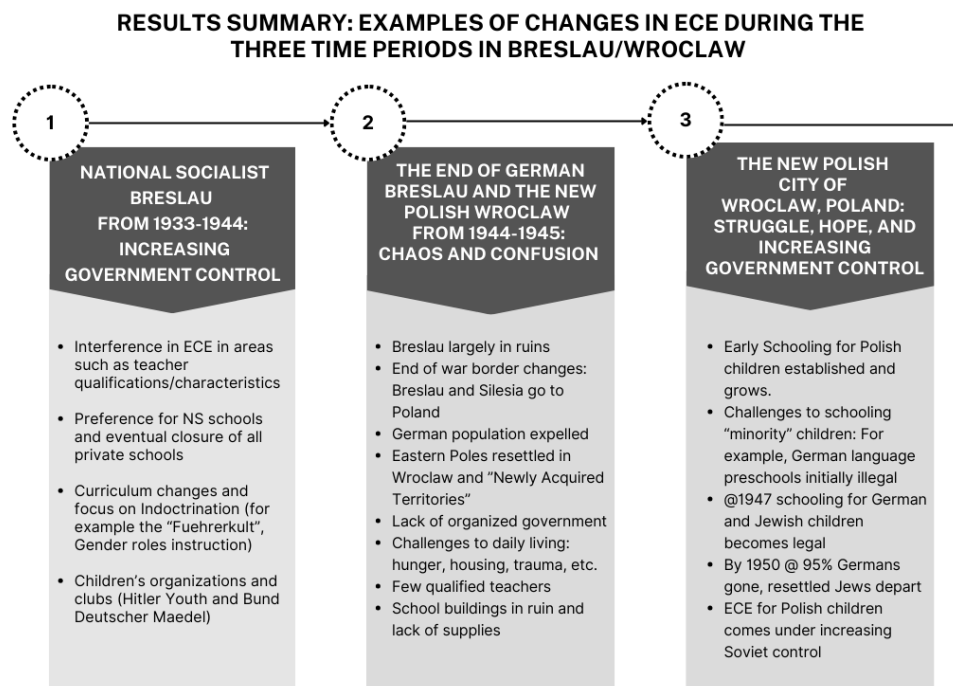 RESULTS SUMMARY: EXAMPLES OF CHANGES IN ECE DURING THE
THREE TIME PERIODS IN BRESLAU/WROCLAW
1
NATIONAL SOCIALIST
BRESLAU
FROM 1933-1944:
INCREASING
GOVERNMENT CONTROL
• Interference in ECE in areas
such as teacher
qualifications/characteristics
• Preference for NS schools
and eventual closure of all
private schools
• Curriculum changes and
focus on Indoctrination (for
example the “Fuehrerkult”,
Gender roles instruction)
• Children’s organizations and
clubs (Hitler Youth and Bund
Deutscher Maedel)
2
THE END OF GERMAN
BRESLAU AND THE NEW
POLISH WROCLAW
FROM 1944-1945:
CHAOS AND CONFUSION
• Breslau largely in ruins
• End of war border changes:
Breslau and Silesia go to
Poland
• German population expelled
• Eastern Poles resettled in
Wroclaw and “Newly Acquired
Territories”
• Lack of organized government
• Challenges to daily living:
hunger, housing, trauma, etc.
• Few qualified teachers
• School buildings in ruin and
lack of supplies
3
THE NEW POLISH
CITY OF
WROCLAW, POLAND:
STRUGGLE, HOPE, AND
INCREASING
GOVERNMENT CONTROL
• Early Schooling for Polish
children established and
grows.
• Challenges to schooling
“minority” children: For
example, German language
preschools initially illegal
• @1947 schooling for German
and Jewish children
becomes legal
• By 1950 @ 95% Germans
gone, resettled Jews depart
• ECE for Polish children
comes under increasing
Soviet control